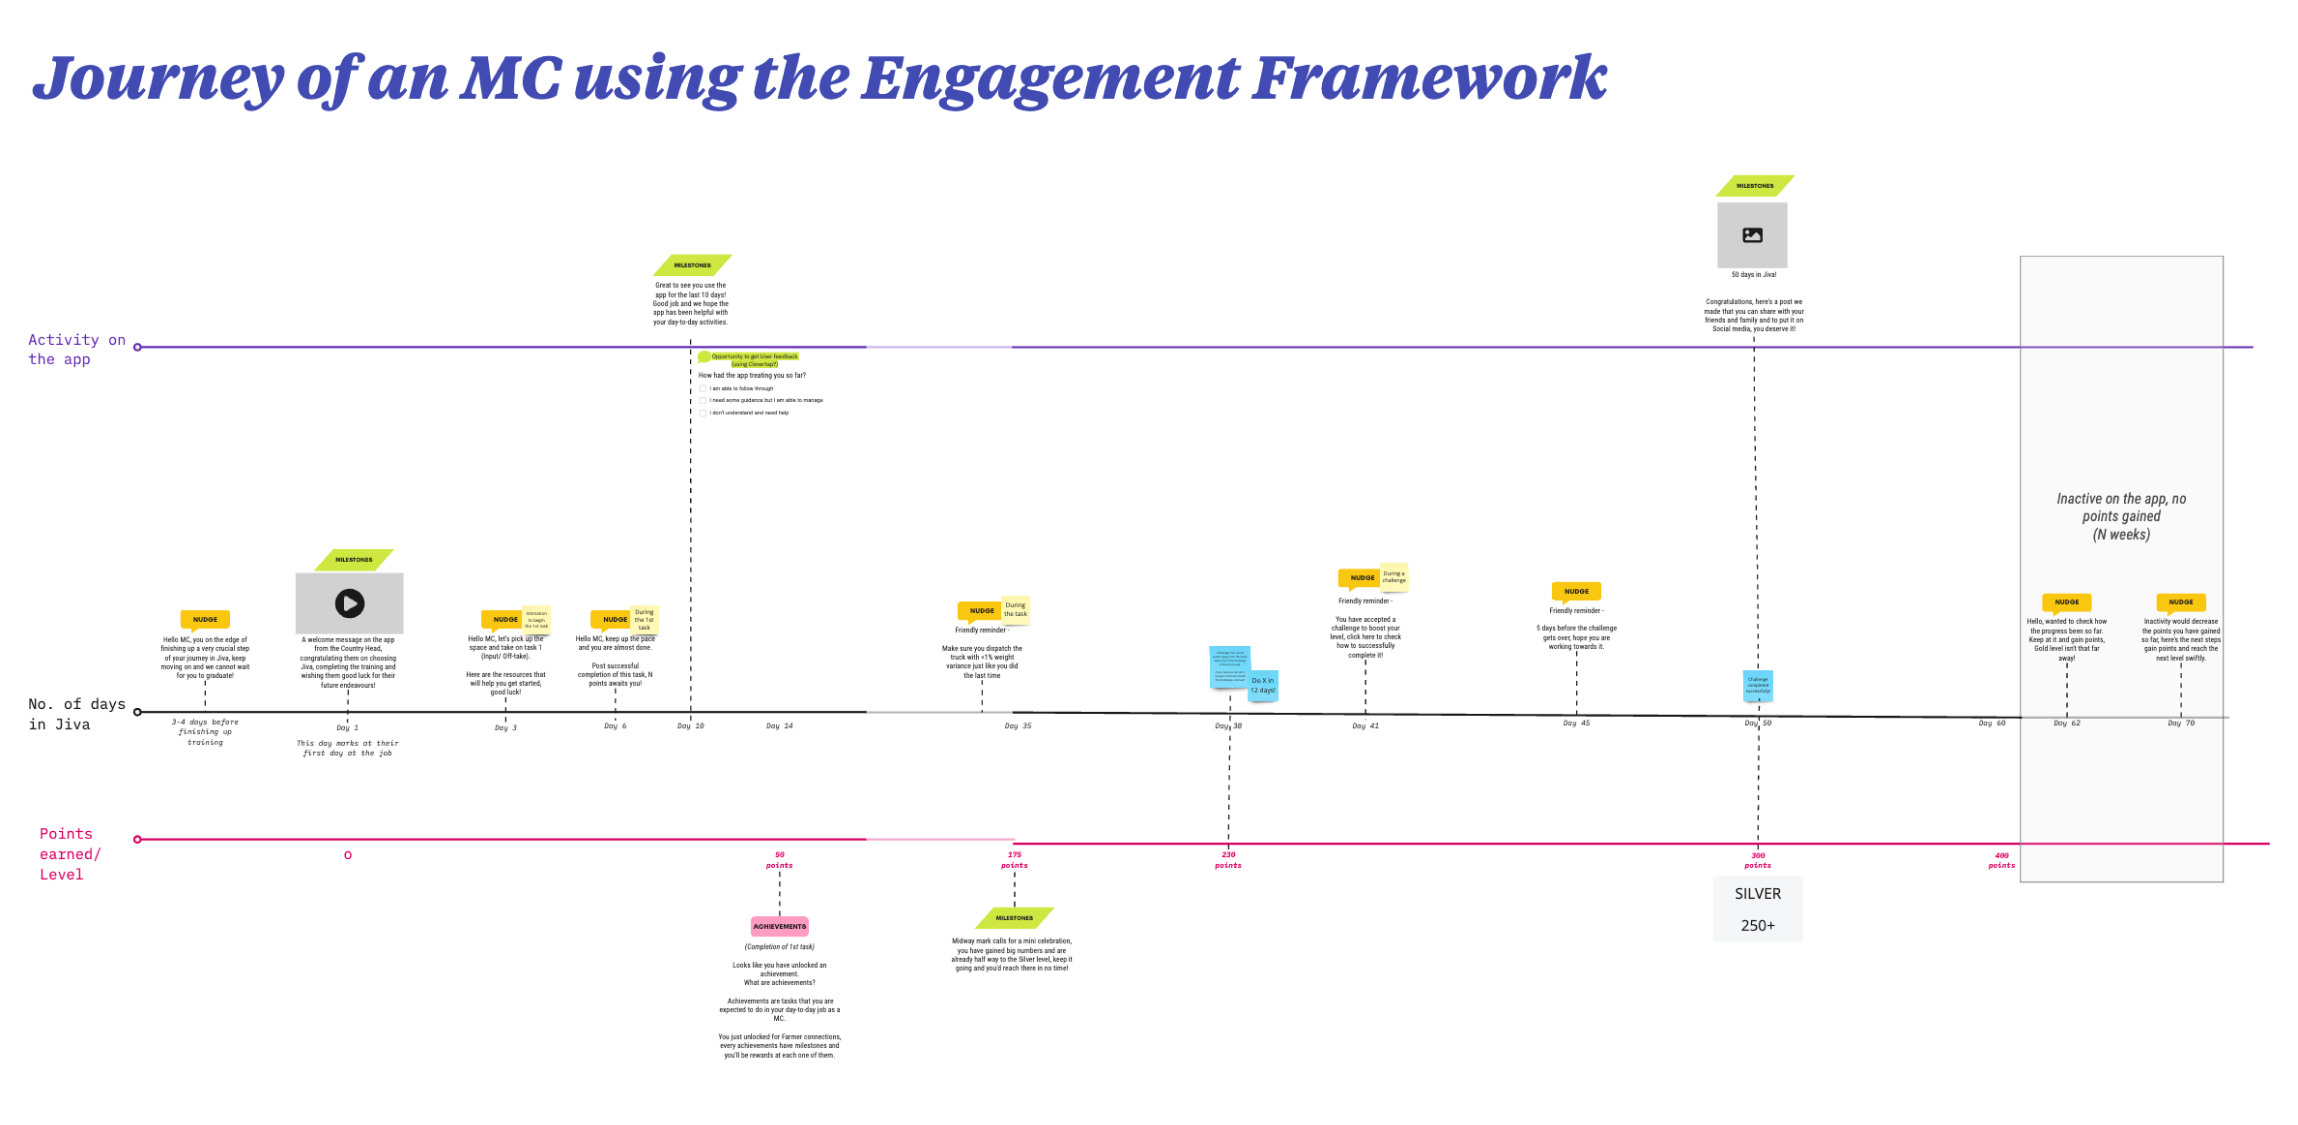 Journey of an MC using the Engagement Framework
MILESTONES
50 days in Jiva!
Congratulations, here's a post we
made that you can share with your
friends and family and to put it on
Social media, you deserve it!
MILESTONES
Great to see you use the
app for the last 10 days!
Good job and we hope the
app has been helpful with
your day-to-day activities.
Activity on
the app
Opportunity to get User feedback
(using Clevertap?)
How had the app treating you so far?
I am able to follow through
I need some guidance but I am able to manage
I don't understand and need help
Inactive on the app, no
points gained
(N weeks)
NUDGE
Hello MC, you on the edge of
finishing up a very crucial step
of your journey in Jiva, keep
moving on and we cannot wait
for you to graduate!
MILESTONES
A welcome message on the app
from the Country Head,
congratulating them on choosing
Jiva, completing the training and
wishing them good luck for their
future endeavours!
NUDGE
animation
to begin
the 1st task
Hello MC, let's pick up the
space and take on task 1
(Input/ Off-take).
Here are the resources that
will help you get started,
good luck!
NUDGE
During
the 1st
task
Hello MC, keep up the pace
and you are almost done.
Post successful
completion of this task, N
points awaits you!
NUDGE
During
the task
Friendly reminder -
Make sure you dispatch the
truck with <1% weight
variance just like you did
the last time
Do X in
12 days!
NUDGE
During a
challenge
Friendly reminder -
You have accepted a
challenge to boost your
level, click here to check
how to successfully
complete it!
NUDGE
Friendly reminder -
5 days before the challenge
gets over, hope you are
working towards it.
Challenge
completed
successfully!
NUDGE
Hello, wanted to check how
the progress been so far.
Keep at it and gain points,
Gold level isn't that far
away!
NUDGE
Inactivity would decrease
the points you have gained
so far, here's the next steps
gain points and reach the
next level swiftly.
No. of days
in Jiva
3-4 days before
finishing up
training
Day 1
This day marks at their
first day at the job
Day 3
Day 6
Day 10
Day 14
Day 35
Day 38
Day 41
Day 45
Day 50
Day 60
Day 62
Day 70
Points
earned/
Level
0
50
points
175
points
230
points
300
points
400
points
SILVER
250+
ACHIEVEMENTS
(Completion of 1st task)
Looks like you have unlocked an
achievement.
What are achievements?
Achievements are tasks that you are
expected to do in your day-to-day job as a
MC.
You just unlocked for Farmer connections,
every achievements have milestones and
you'll be rewards at each one of them.
MILESTONES
Midway mark calls for a mini celebration,
you have gained big numbers and are
already half way to the Silver level, keep it
going and you'd reach there in no time!